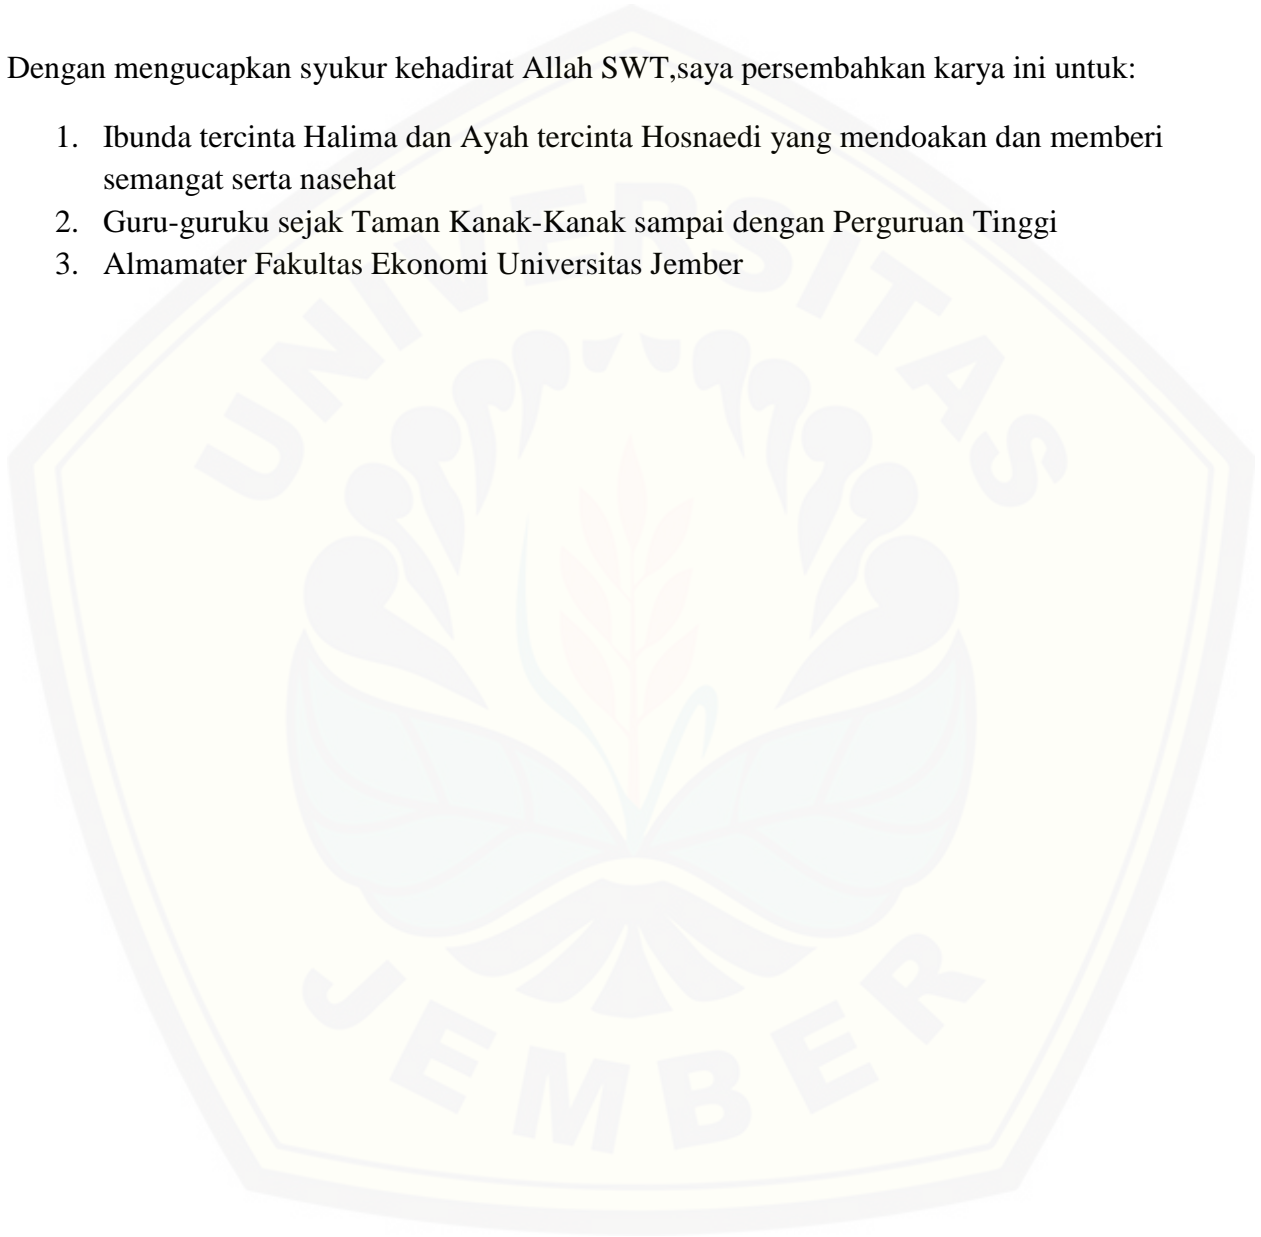 Dengan mengucapkan syukur kehadirat Allah SWT,saya persembahkan karya ini untuk:
1. Ibunda tercinta Halima dan Ayah tercinta Hosnaedi yang mendoakan dan memberi
semangat serta nasehat
2. Guru-guruku sejak Taman Kanak-Kanak sampai dengan Perguruan Tinggi
3. Almamater Fakultas Ekonomi Universitas Jember
UNIVERSITAS
JEMBER